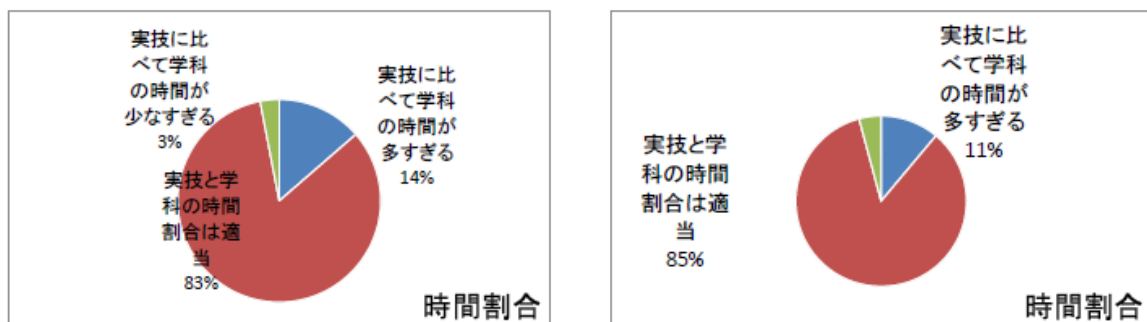 実技に比
べて学科
の時間が
少なすぎる
3%
実技に比
べて学科
の時間が
多すぎる
14%
実技と学
科の時間
割合は適
当
83%
時間割合
実技に比
べて学科
の時間が
多すぎる
11%
実技と学
科の時間
割合は適
当
85%
時間割合